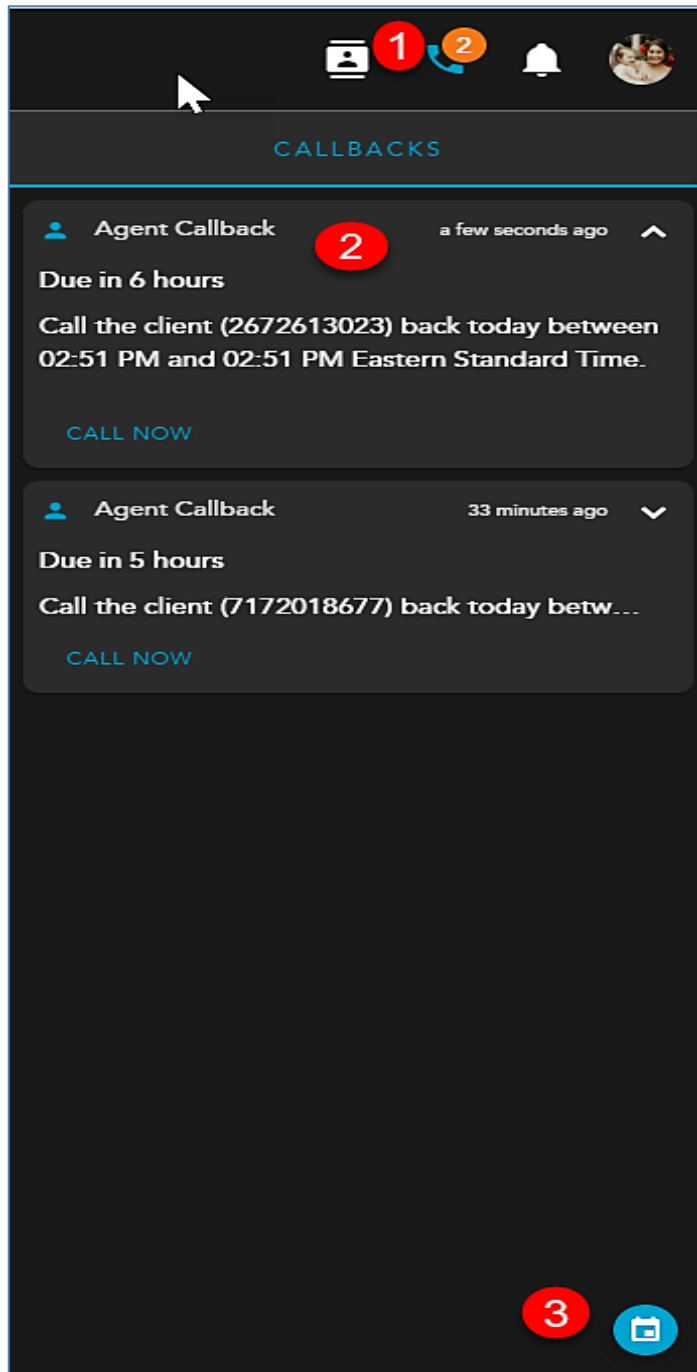 1 2
CALLBACKS
Agent Callback 2 a few seconds ago
Due in 6 hours
Call the client (2672613023) back today between
02:51 PM and 02:51 PM Eastern Standard Time.
CALL NOW
Agent Callback 33 minutes ago
Due in 5 hours
Call the client (7172018677) back today betw...
CALL NOW
3